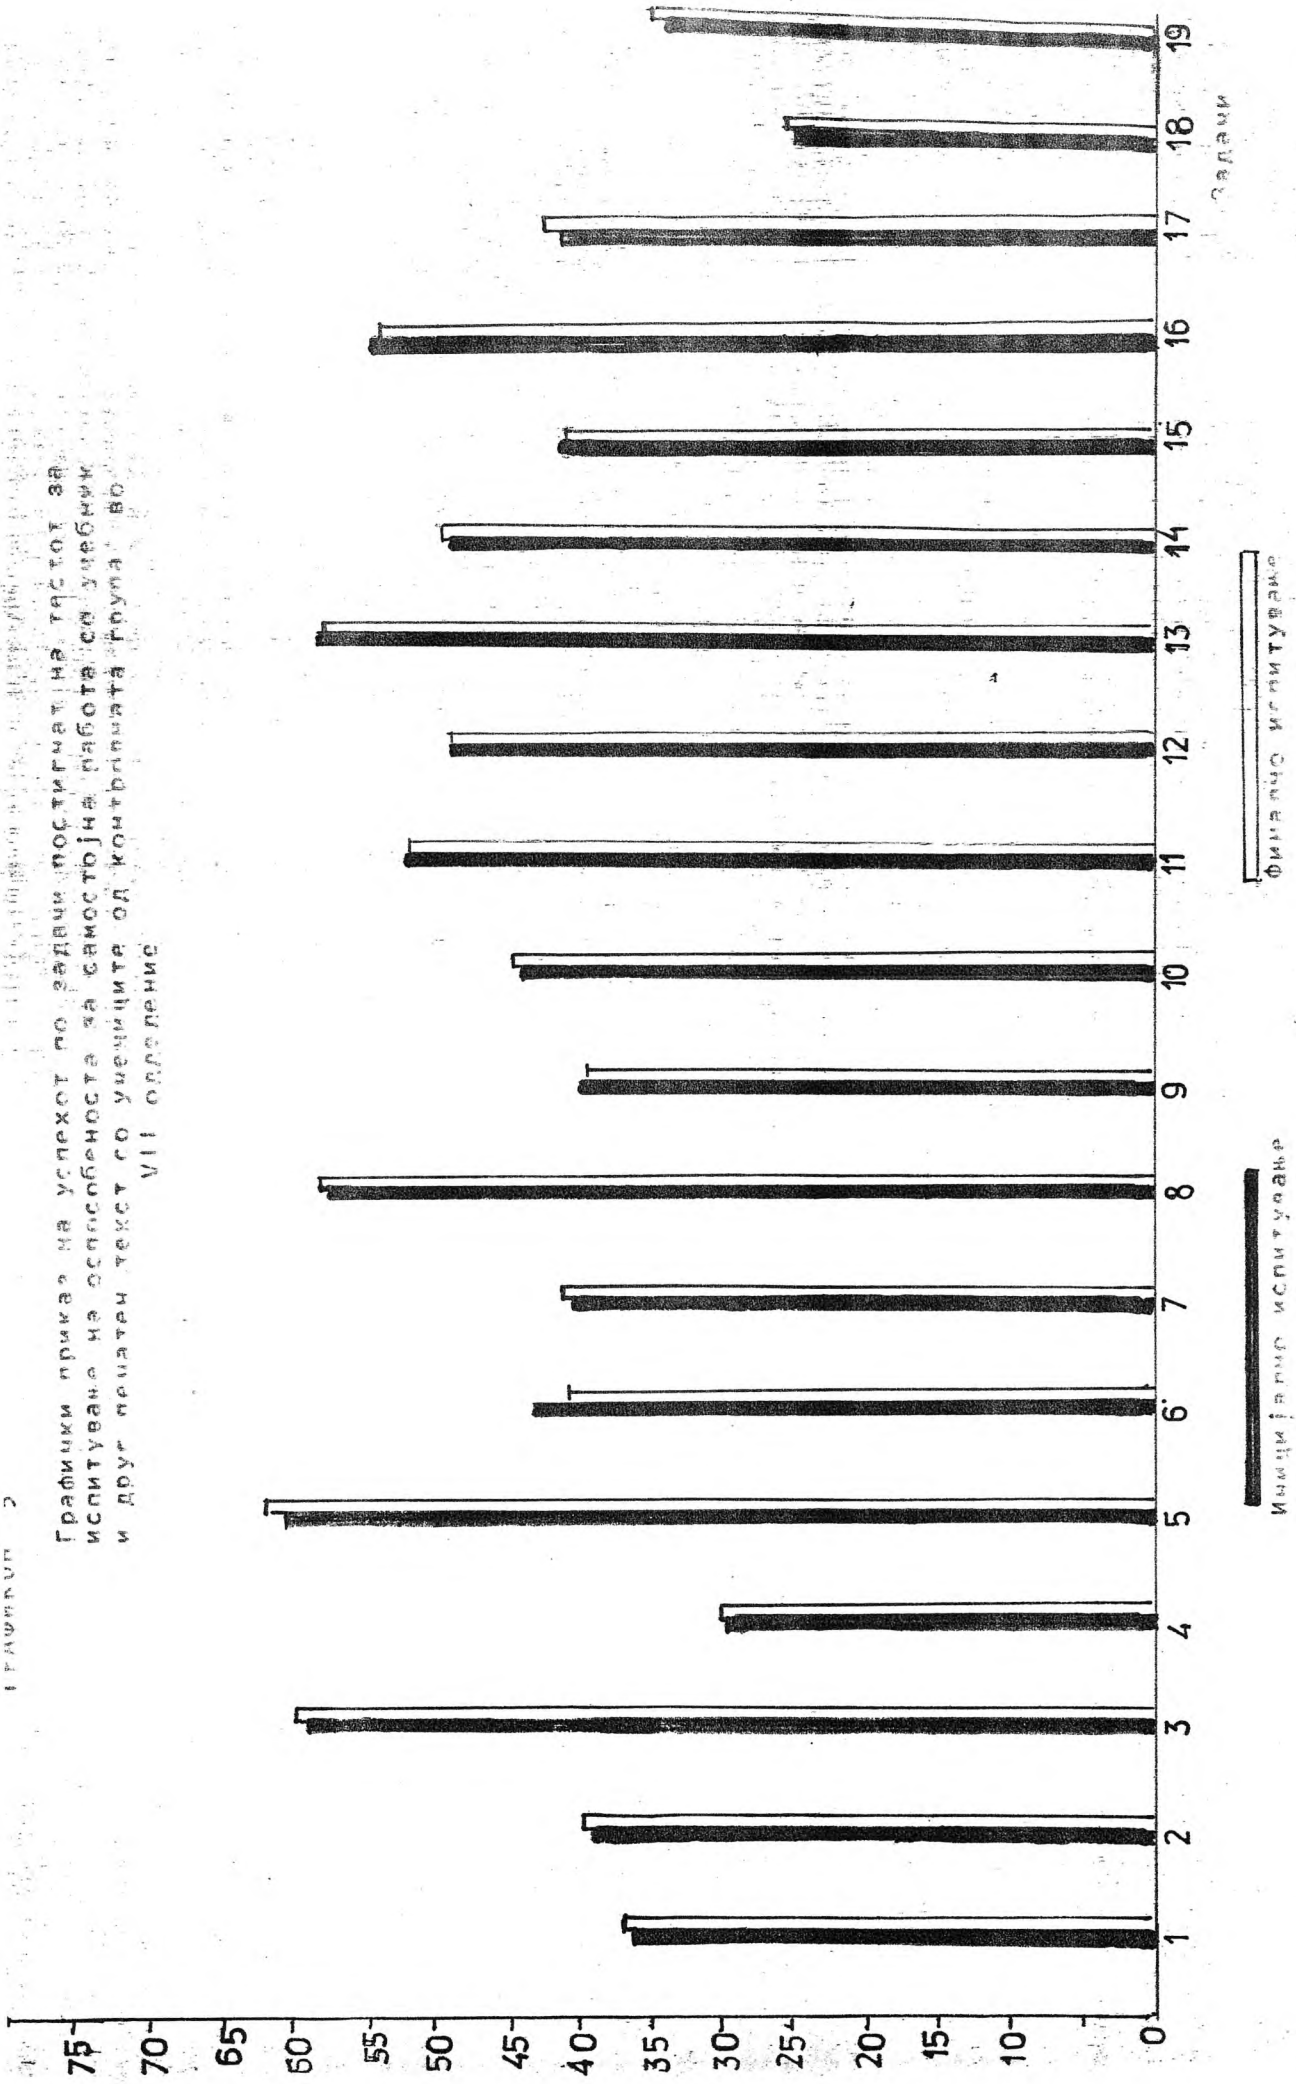 Графички приказ на успехот по задачи постигнат на тестот за
испитување на оспособеноста за самостојна работа со учебник
и друг печатен текст со учениците од контролната група во
VII одделение
75
70
65
60
55
50
45
40
35
30
25
20
15
10
0
1 2 3 4 5 6 7 8 9 10 11 12 13 14 15 16 17 18 19
Задачи
Иницијално испитување
Финално испитување